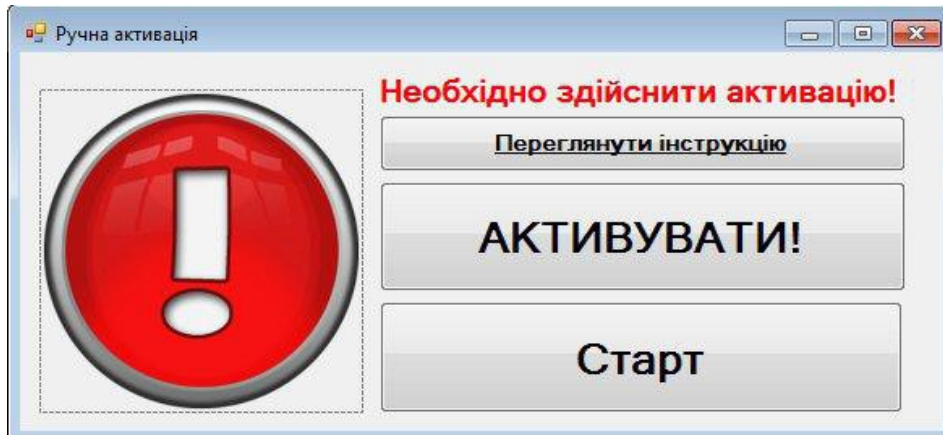 Ручна активація
Необхідно здійснити активацію!
Переглянути інструкцію
АКТИВУВАТИ!
Старт